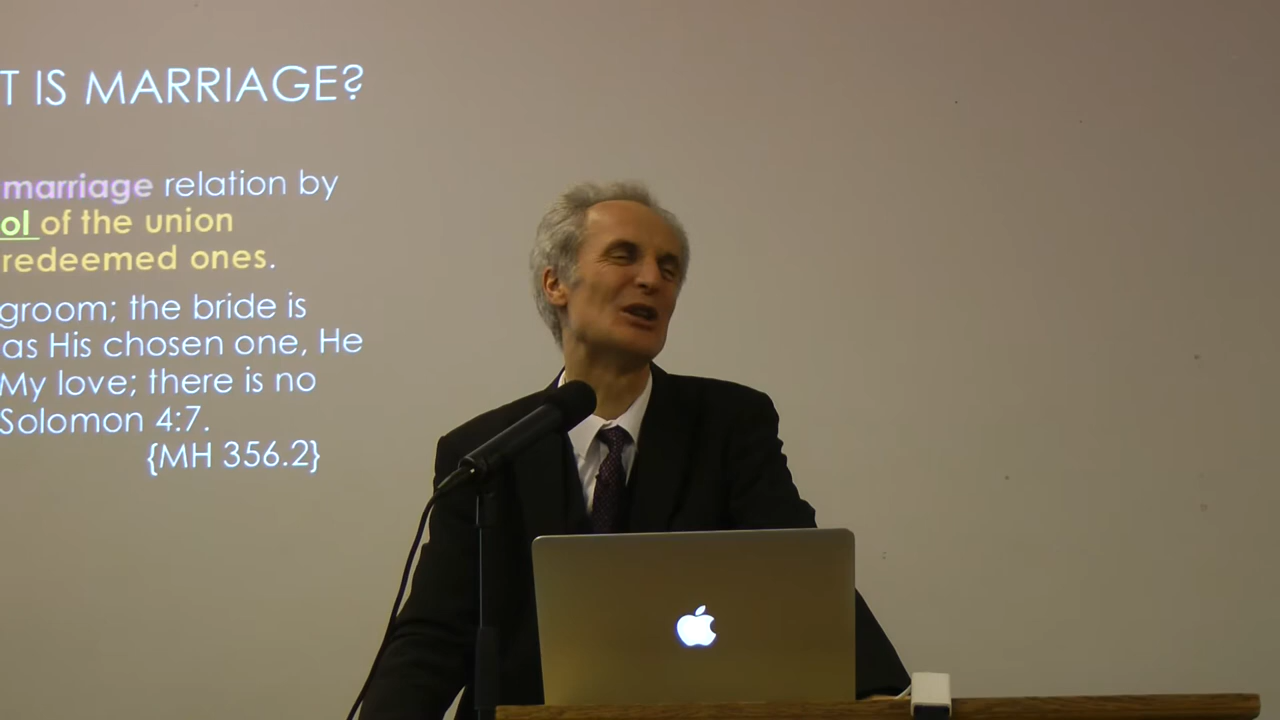 T IS MARRIAGE?
marriage relation by
ol of the union
redeemed ones.
groom; the bride is
as His chosen one, He
My love; there is no
Solomon 4:7.
{MH 356.2}